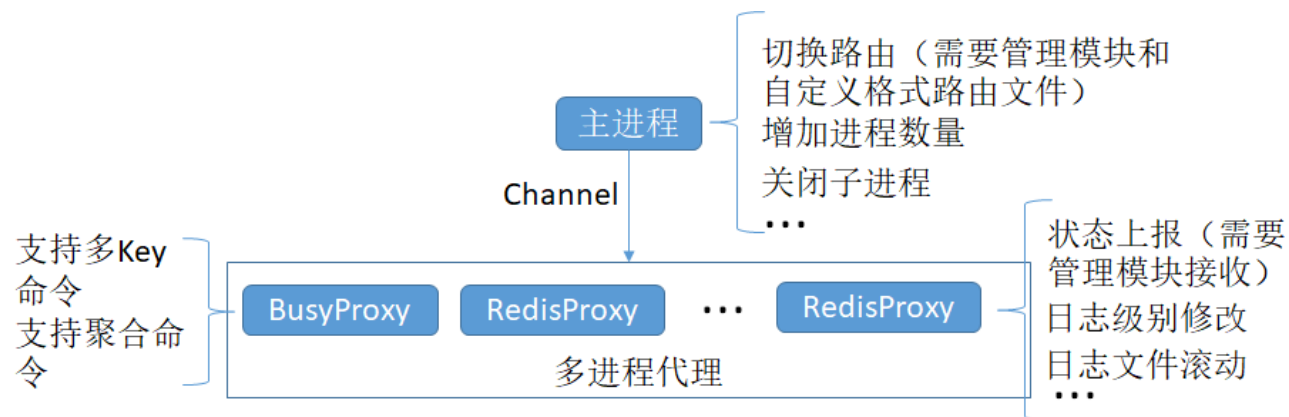 切换路由（需要管理模块和
自定义格式路由文件）
增加进程数量
关闭子进程
...
主进程
Channel
支持多Key
命令
支持聚合命
令
BusyProxy
RedisProxy
...
RedisProxy
多进程代理
状态上报（需要
管理模块接收）
日志级别修改
日志文件滚动
...